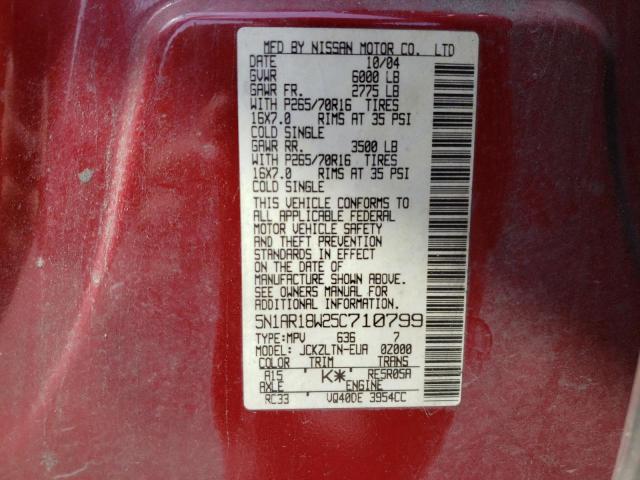 MFD BY NISSAN MOTOR CO. LTD
DATE 10/04
GVWR 6000 LB
GAWR FR. 2775 LB
WITH P265/70R16 TIRES
16X7.0 RIMS AT 35 PSI
COLD SINGLE
GAWR RR. 3500 LB
WITH P265/70R16 TIRES
16X7.0 RIMS AT 35 PSI
COLD SINGLE
THIS VEHICLE CONFORMS TO
ALL APPLICABLE FEDERAL
MOTOR VEHICLE SAFETY
AND THEFT PREVENTION
STANDARDS IN EFFECT
ON THE DATE OF
MANUFACTURE SHOWN ABOVE.
SEE OWNERS MANUAL FOR
ADDITIONAL INFORMATION.
5N1AR18W25C710799
TYPE:MPV 636 7
MODEL: JCKZLTN-EUA 0Z000
COLOR TRIM TRANS
A15 K* RE5R05A
AXLE ENGINE
RC33 VQ40DE 3954CC